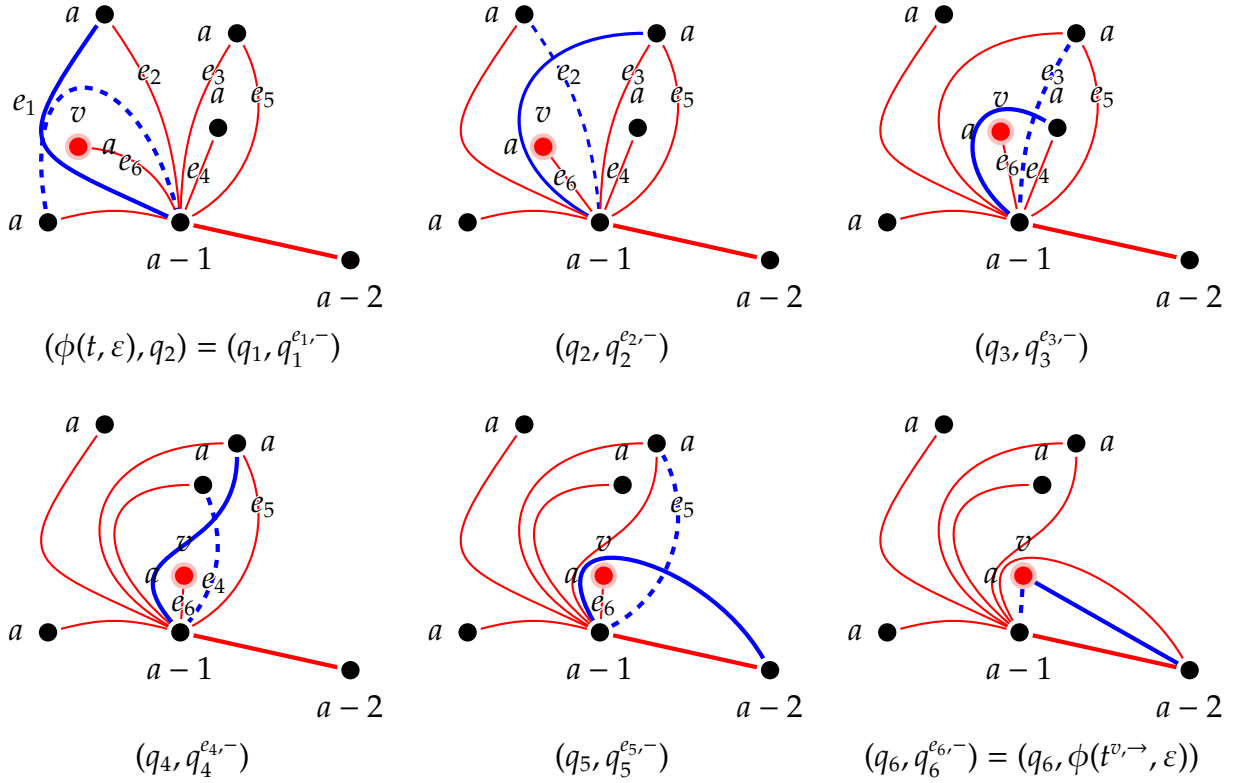 a
a
e₂
e₃
a
e₁
v
e₅
a
e₆
e₄
a
a − 1
a − 2
(ϕ(t, ε), q₂) = (q₁, q₁^{e₁,−})
a
a
e₂
e₃
a
v
e₅
a
e₆
e₄
a
a − 1
a − 2
(q₂, q₂^{e₂,−})
a
a
e₃
a
v
e₅
a
e₆
e₄
a
a − 1
a − 2
(q₃, q₃^{e₃,−})
a
a
a
e₅
v
a
e₄
e₆
a
a − 1
a − 2
(q₄, q₄^{e₄,−})
a
a
a
e₅
v
a
e₆
a
a − 1
a − 2
(q₅, q₅^{e₅,−})
a
a
a
v
a
a
a − 1
a − 2
(q₆, q₆^{e₆,−}) = (q₆, ϕ(t^{v,→}, ε))